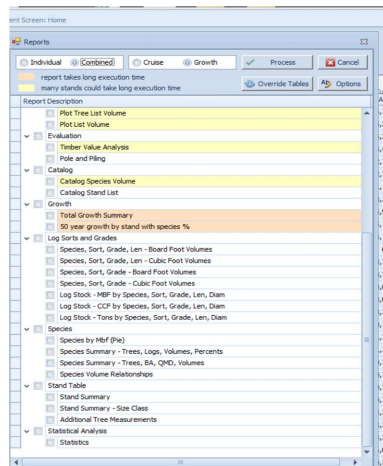 ent Screen: Home
Reports
Individual Combined Cruise Growth Process Cancel
report takes long execution time
many stands could take long execution time Override Tables Options
Report Description
Plot Tree List Volume
Plot List Volume
Evaluation
Timber Value Analysis
Pole and Piling
Catalog
Catalog Species Volume
Catalog Stand List
Growth
Total Growth Summary
50 year growth by stand with species %
Log Sorts and Grades
Species, Sort, Grade, Len - Board Foot Volumes
Species, Sort, Grade, Len - Cubic Foot Volumes
Species, Sort, Grade - Board Foot Volumes
Species, Sort, Grade - Cubic Foot Volumes
Log Stock - MBF by Species, Sort, Grade, Len, Diam
Log Stock - CCF by Species, Sort, Grade, Len, Diam
Log Stock - Tons by Species, Sort, Grade, Len, Diam
Species
Species by Mbf (Pie)
Species Summary - Trees, Logs, Volumes, Percents
Species Summary - Trees, BA, QMD, Volumes
Species Volume Relationships
Stand Table
Stand Summary
Stand Summary - Size Class
Additional Tree Measurements
Statistical Analysis
Statistics